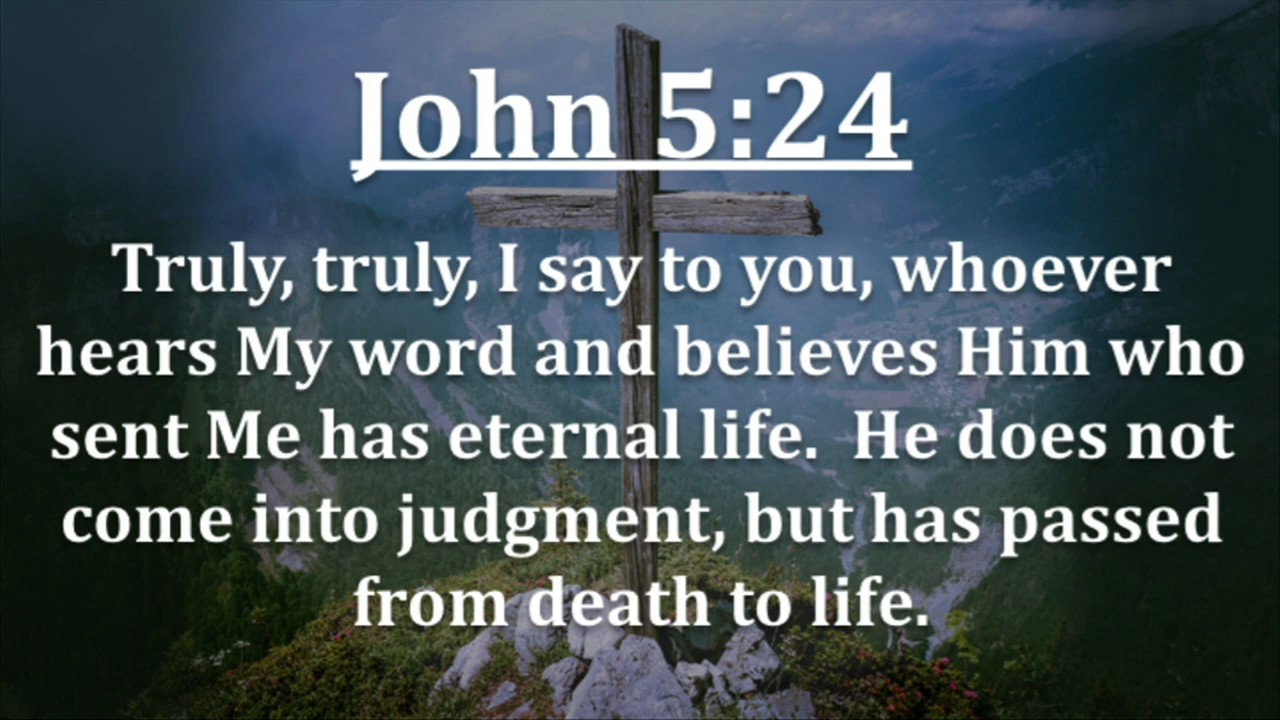 John 5:24
Truly, truly, I say to you, whoever
hears My word and believes Him who
sent Me has eternal life.  He does not
come into judgment, but has passed
from death to life.